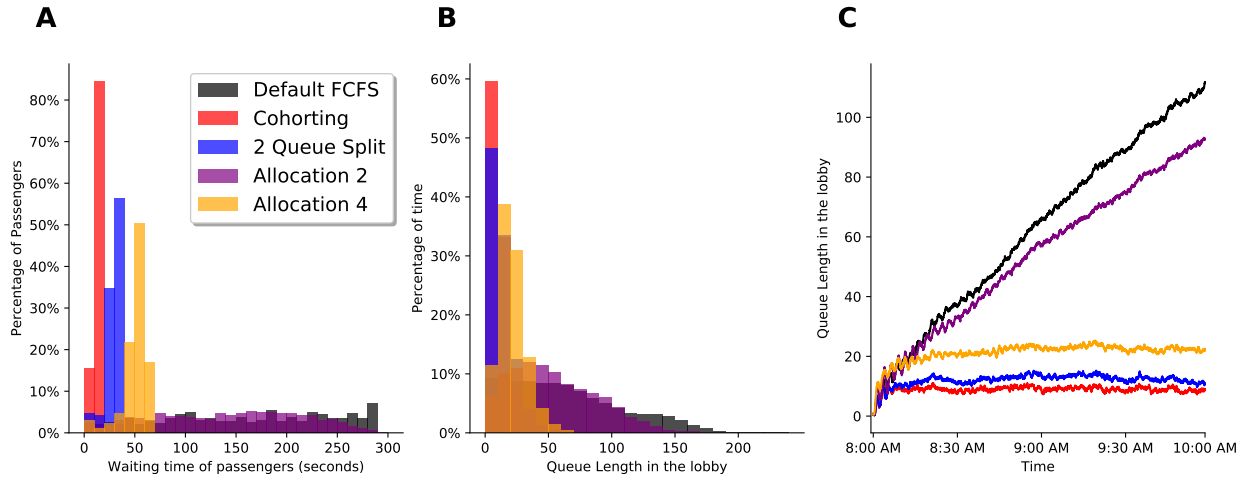 A
B
C
Percentage of Passengers
0%
10%
20%
30%
40%
50%
60%
70%
80%
0
50
100
150
200
250
300
Waiting time of passengers (seconds)
Default FCFS
Cohorting
2 Queue Split
Allocation 2
Allocation 4
Percentage of time
0%
10%
20%
30%
40%
50%
60%
0
50
100
150
200
Queue Length in the lobby
Queue Length in the lobby
0
20
40
60
80
100
8:00 AM
8:30 AM
9:00 AM
9:30 AM
10:00 AM
Time